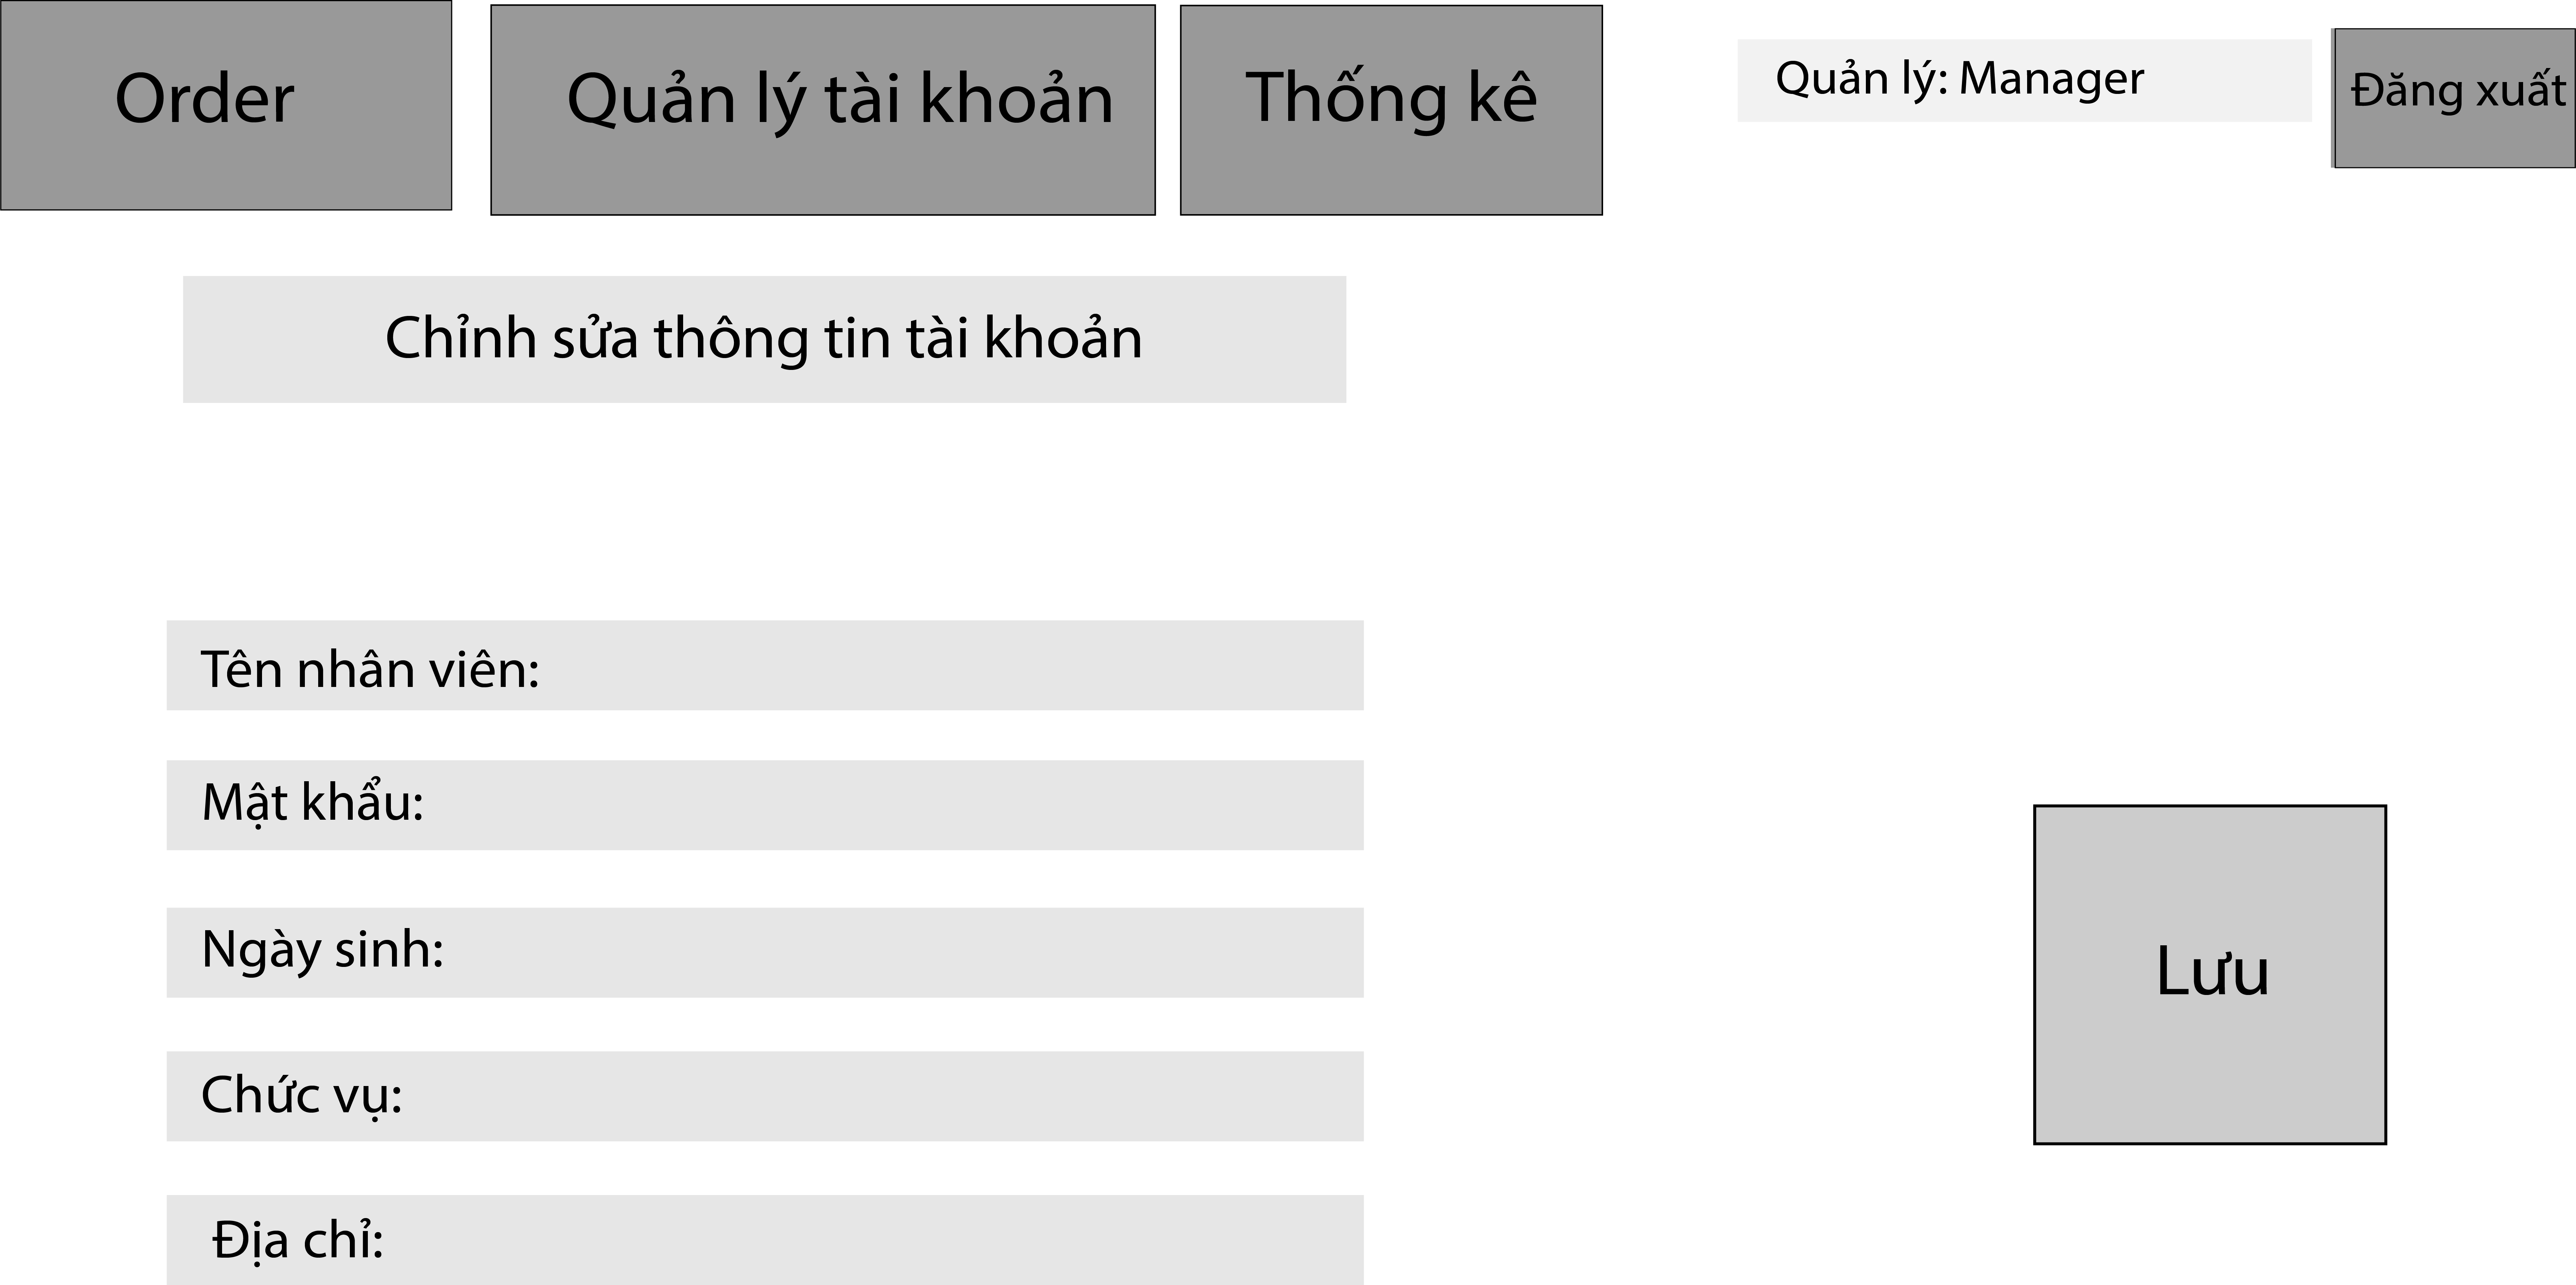 Order
Quản lý tài khoản
Thống kê
Quản lý: Manager
Đăng xuất
Chỉnh sửa thông tin tài khoản
Tên nhân viên:
Mật khẩu:
Ngày sinh:
Chức vụ:
Địa chỉ:
Lưu